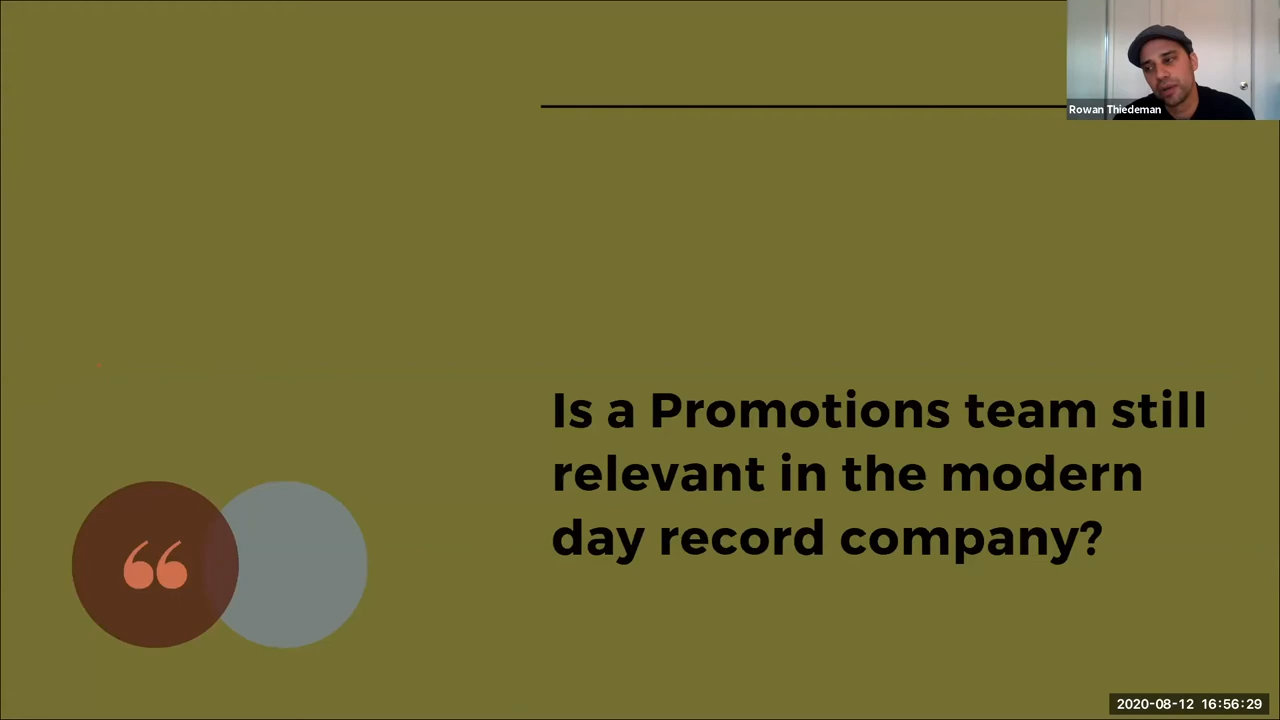 Rowan Thiedeman
Is a Promotions team still
relevant in the modern
day record company?
“
2020-08-12 16:56:29